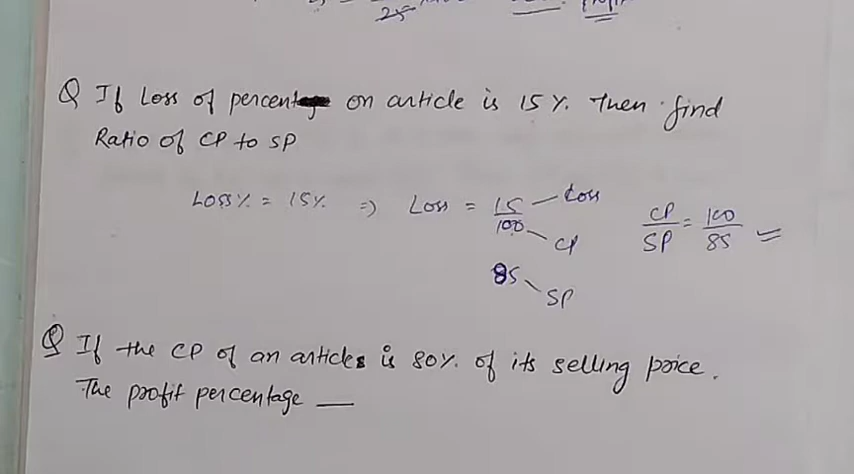 25
Q If Loss of percentage on article is 15%. Then find
Ratio of CP to SP
Loss% = 15% => Loss = 15/100 — Loss
CP
85 SP
CP/SP = 100/85 =
Q If the CP of an articles is 80% of its selling price.
The profit percentage __